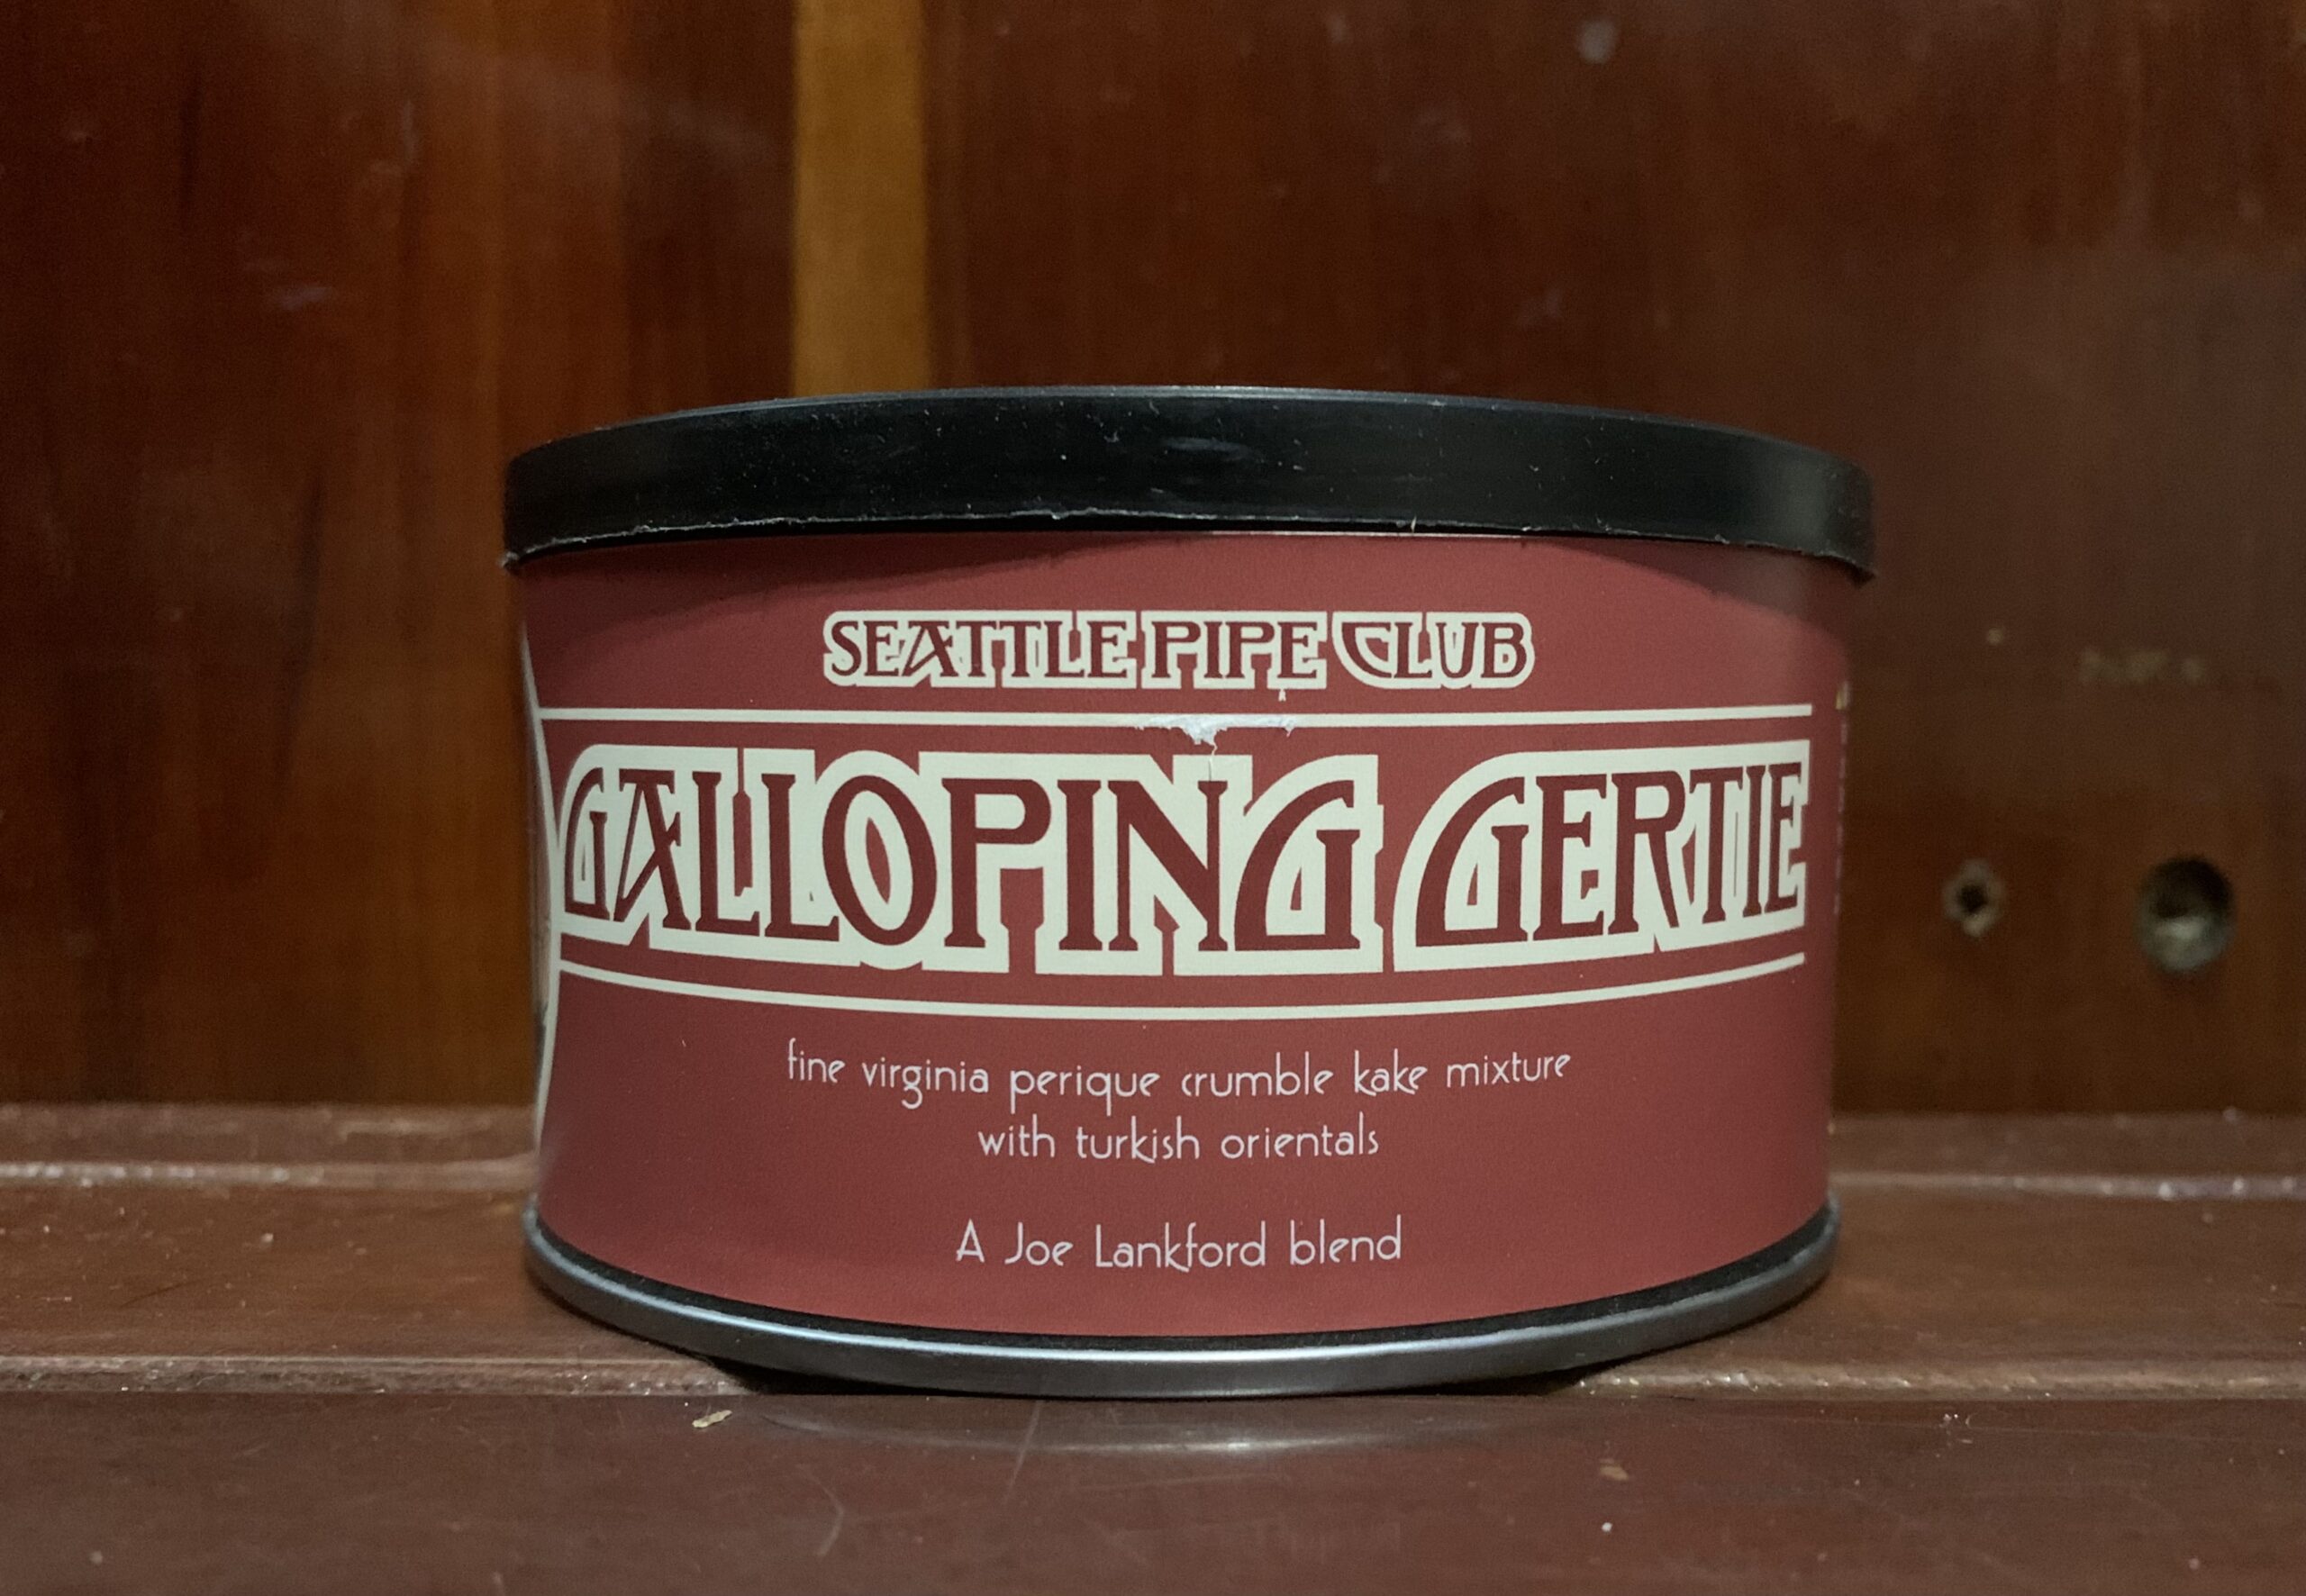 SEATTLE PIPE CLUB
GALLOPING GERTIE
fine virginia perique crumble kake mixture
with turkish orientals
A Joe Lankford blend